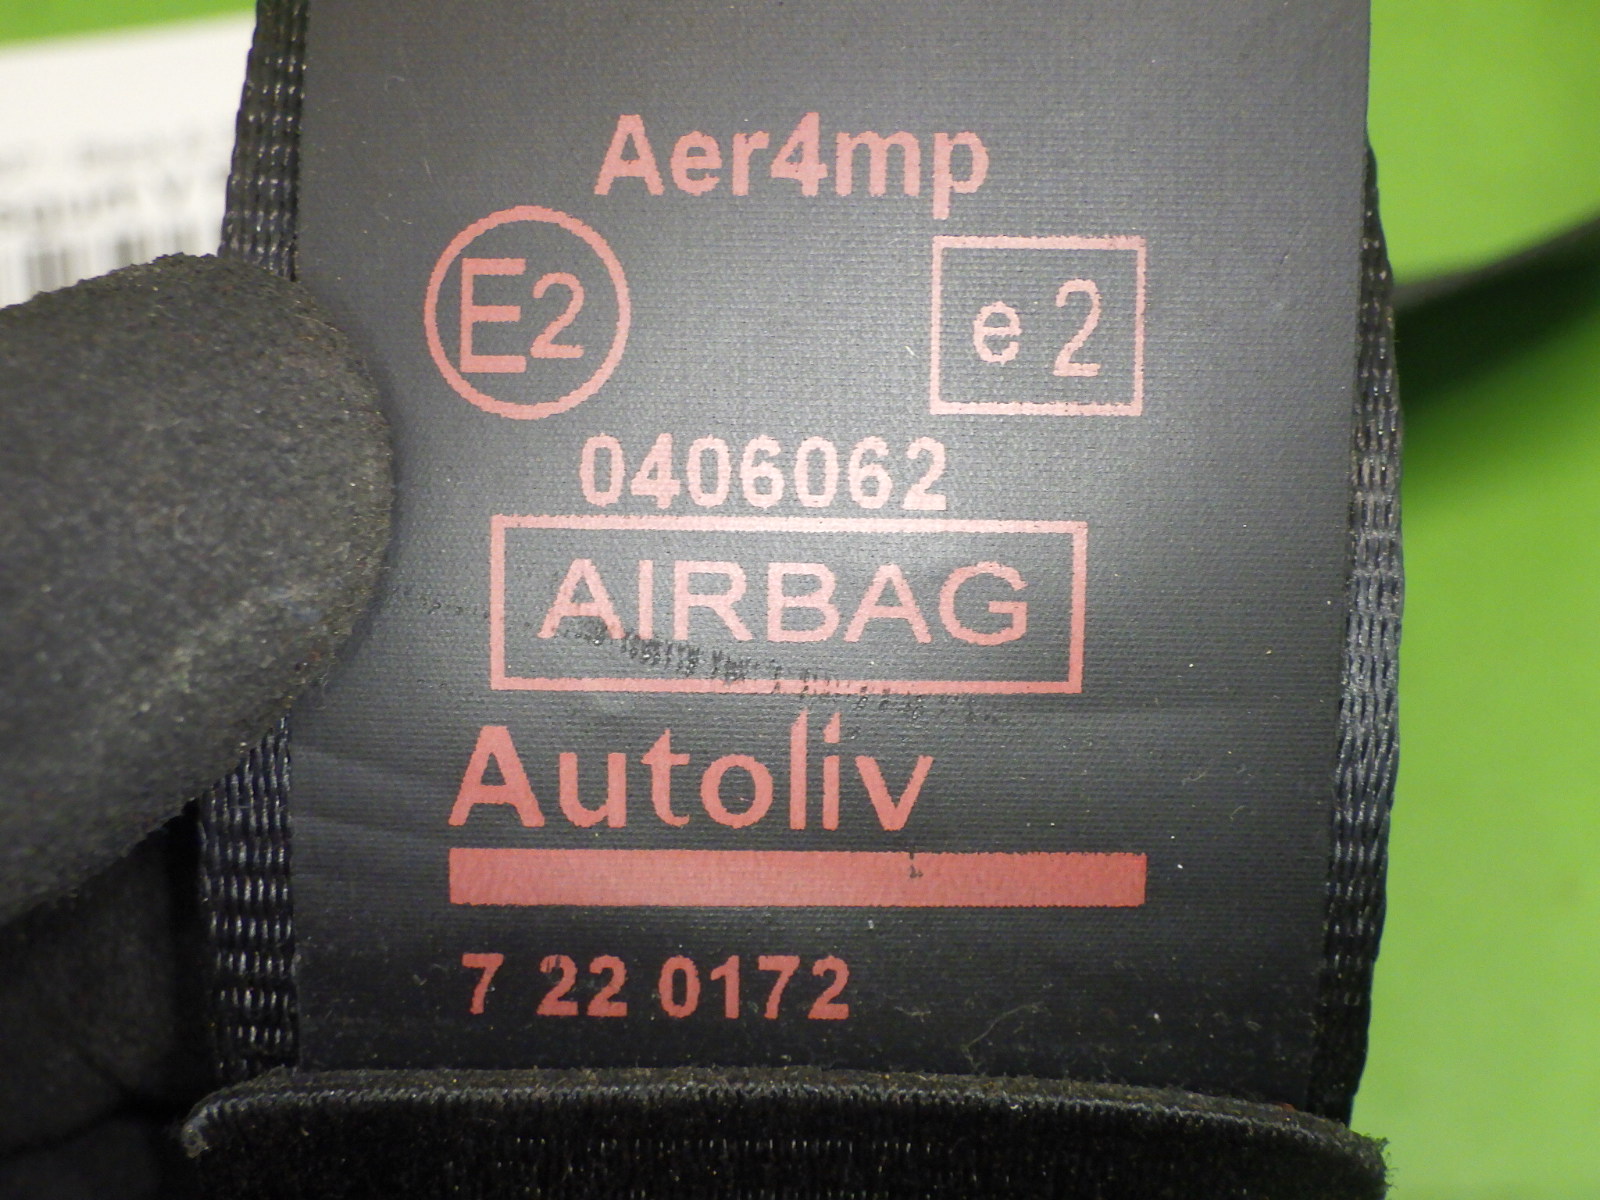 Aer4mp
E2 e 2
0406062
AIRBAG
Autoliv
7 22 0172